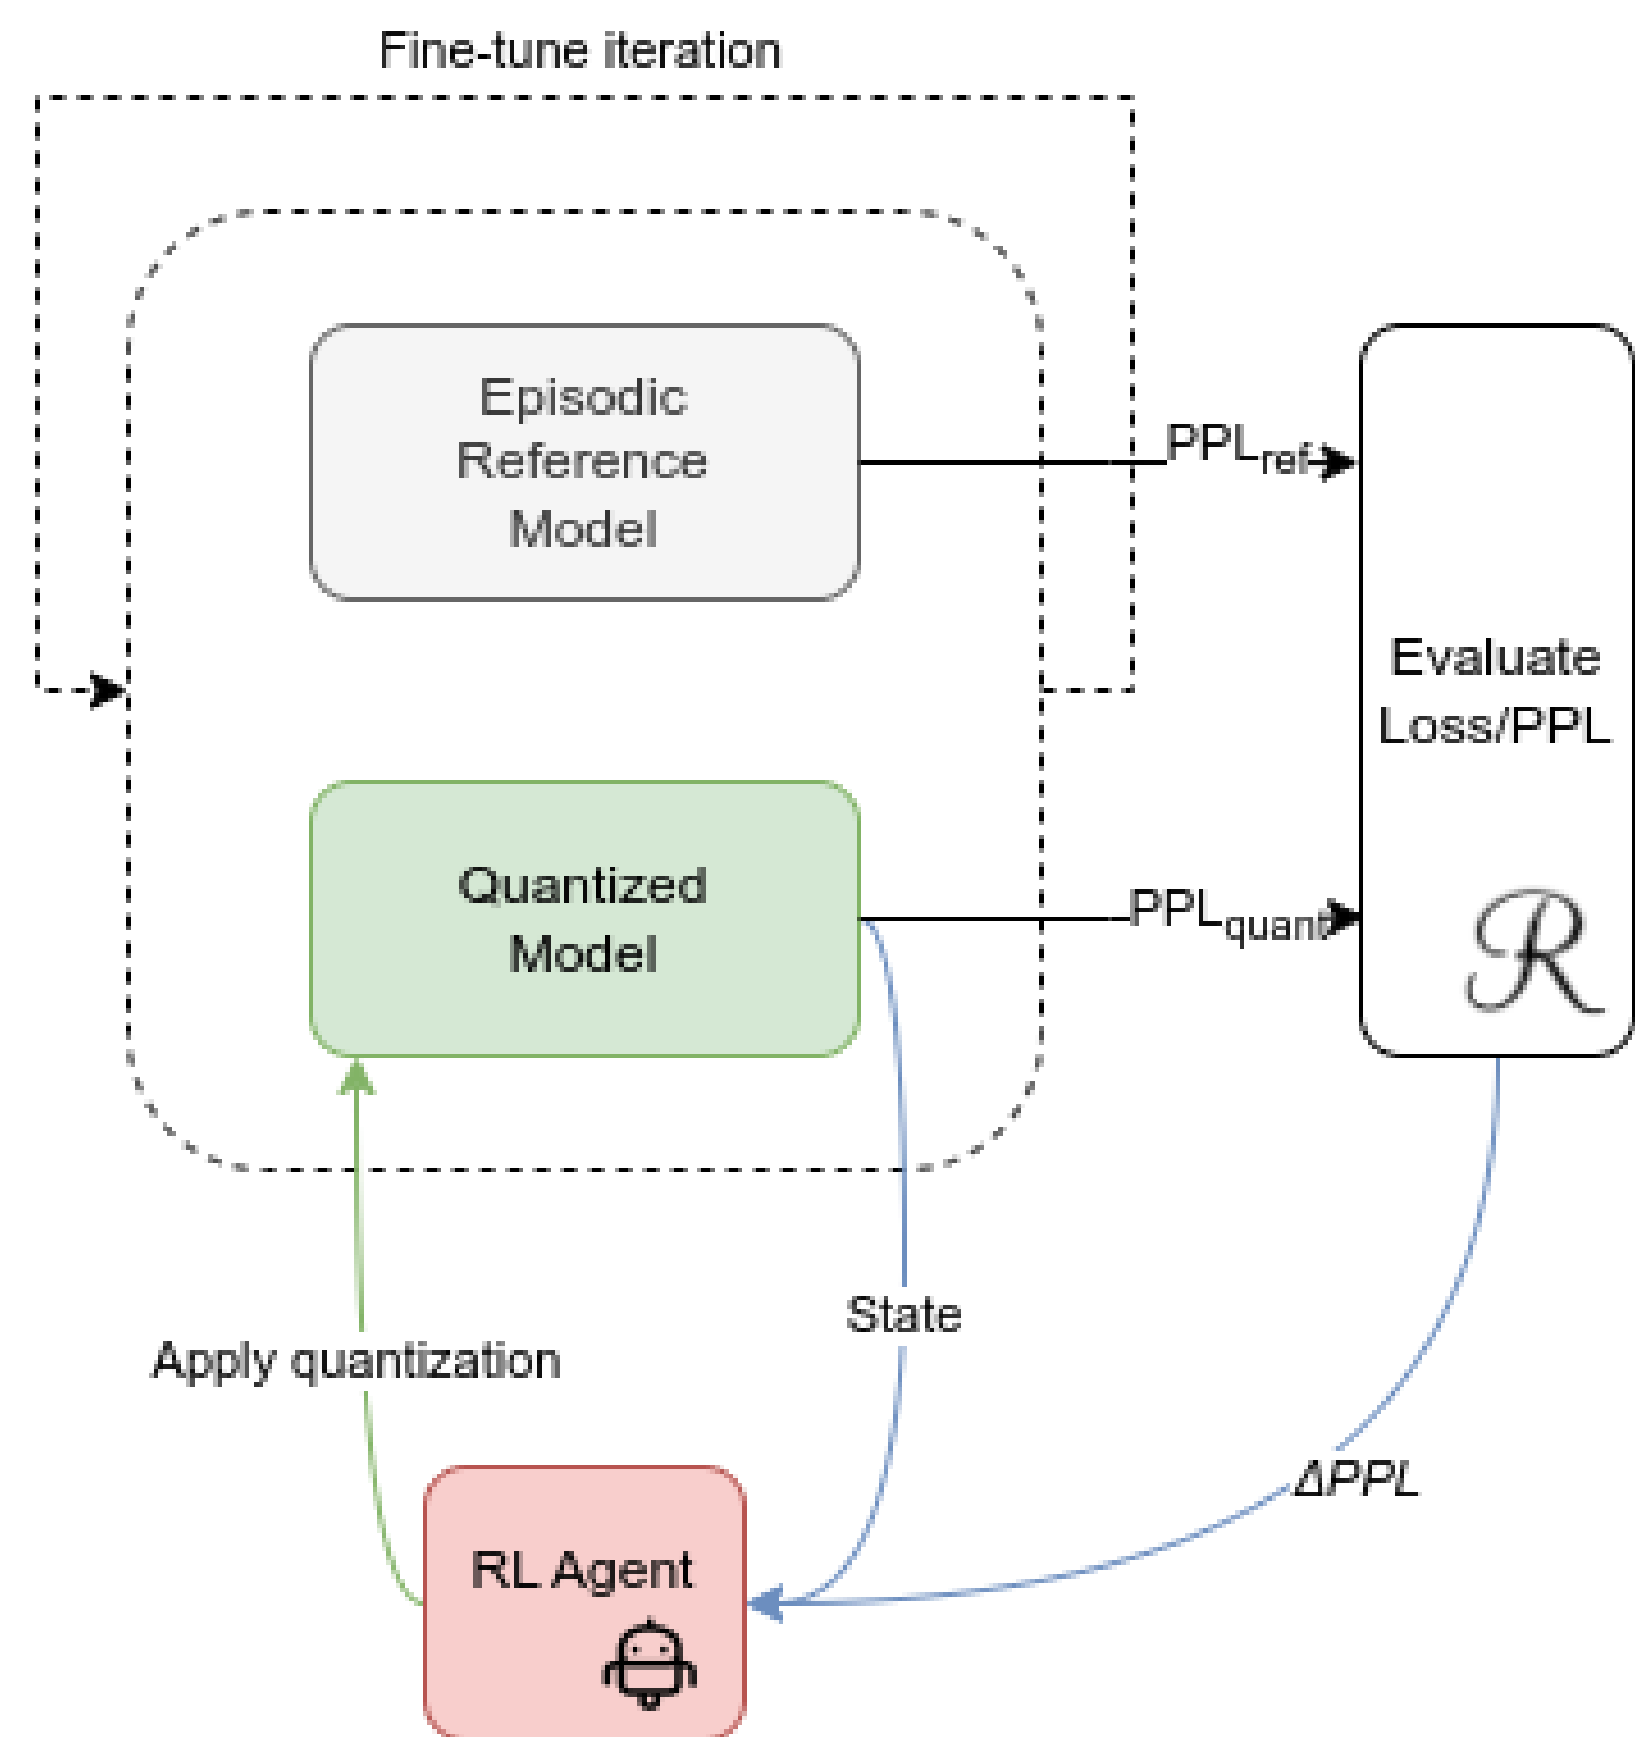 Fine-tune iteration
Episodic
Reference
Model
PPLref
Evaluate
Loss/PPL
Quantized
Model
PPLquant
R
State
Apply quantization
ΔPPL
RL Agent